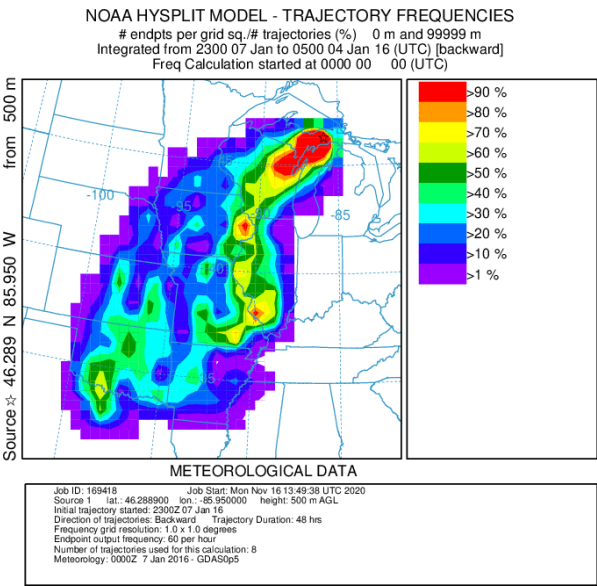 NOAA HYSPLIT MODEL - TRAJECTORY FREQUENCIES
# endpts per grid sq./# trajectories (%) 0 m and 99999 m
Integrated from 2300 07 Jan to 0500 04 Jan 16 (UTC) [backward]
Freq Calculation started at 0000 00 00 (UTC)
Source ☆ 46.289 N 85.950 W from 500 m
>90 %
>80 %
>70 %
>60 %
>50 %
>40 %
>30 %
>20 %
>10 %
>1 %
45
-100
-95
-90
-85
40
35
METEOROLOGICAL DATA
Job ID: 169418 Job Start: Mon Nov 16 13:49:38 UTC 2020
Source 1 lat.: 46.288900 lon.: -85.950000 height: 500 m AGL
Initial trajectory started: 2300Z 07 Jan 16
Direction of trajectories: Backward Trajectory Duration: 48 hrs
Frequency grid resolution: 1.0 x 1.0 degrees
Endpoint output frequency: 60 per hour
Number of trajectories used for this calculation: 8
Meteorology: 0000Z 7 Jan 2016 - GDAS0p5